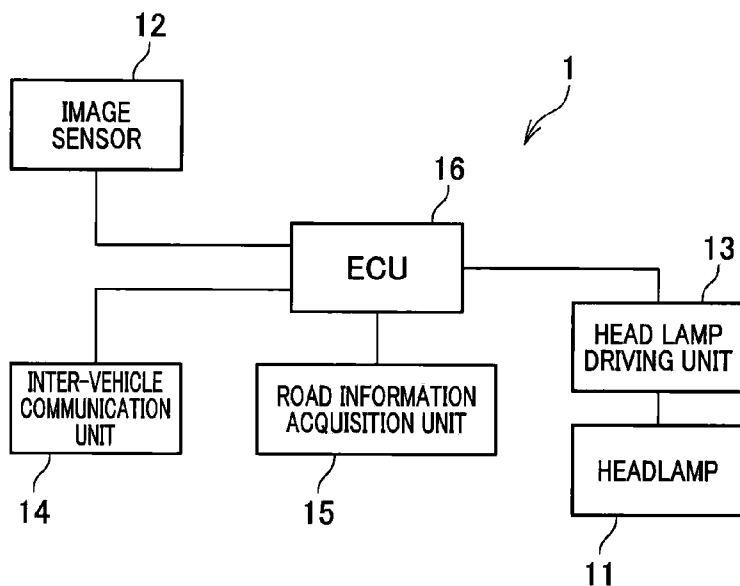 12
IMAGE
SENSOR
1
16
ECU
13
HEAD LAMP
DRIVING UNIT
INTER-VEHICLE
COMMUNICATION
UNIT
14
ROAD INFORMATION
ACQUISITION UNIT
15
HEADLAMP
11